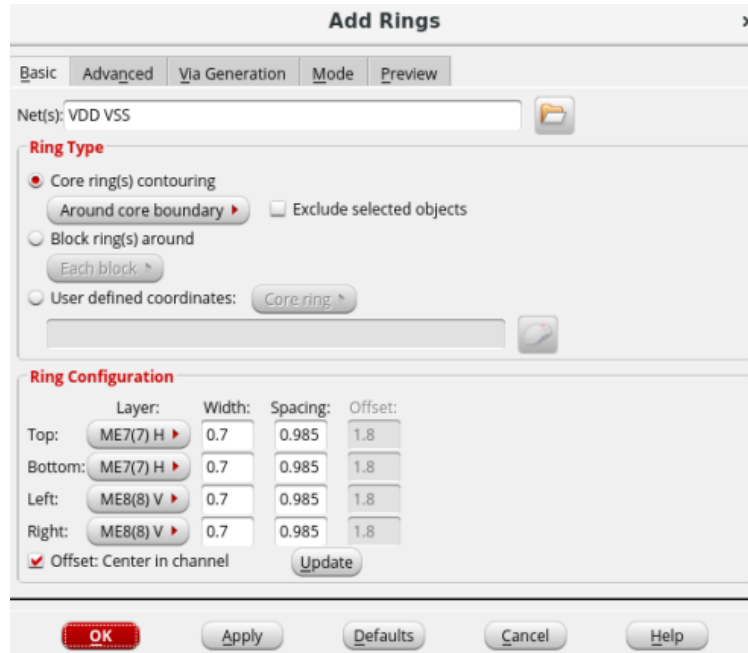 Add Rings
Basic Advanced Via Generation Mode Preview
Net(s): VDD VSS
Ring Type
Core ring(s) contouring
Around core boundary Exclude selected objects
Block ring(s) around
Each block
User defined coordinates: Core ring
Ring Configuration
Layer: Width: Spacing: Offset:
Top: ME7(7) H 0.7 0.985 1.8
Bottom: ME7(7) H 0.7 0.985 1.8
Left: ME8(8) V 0.7 0.985 1.8
Right: ME8(8) V 0.7 0.985 1.8
Offset: Center in channel Update
OK Apply Defaults Cancel Help